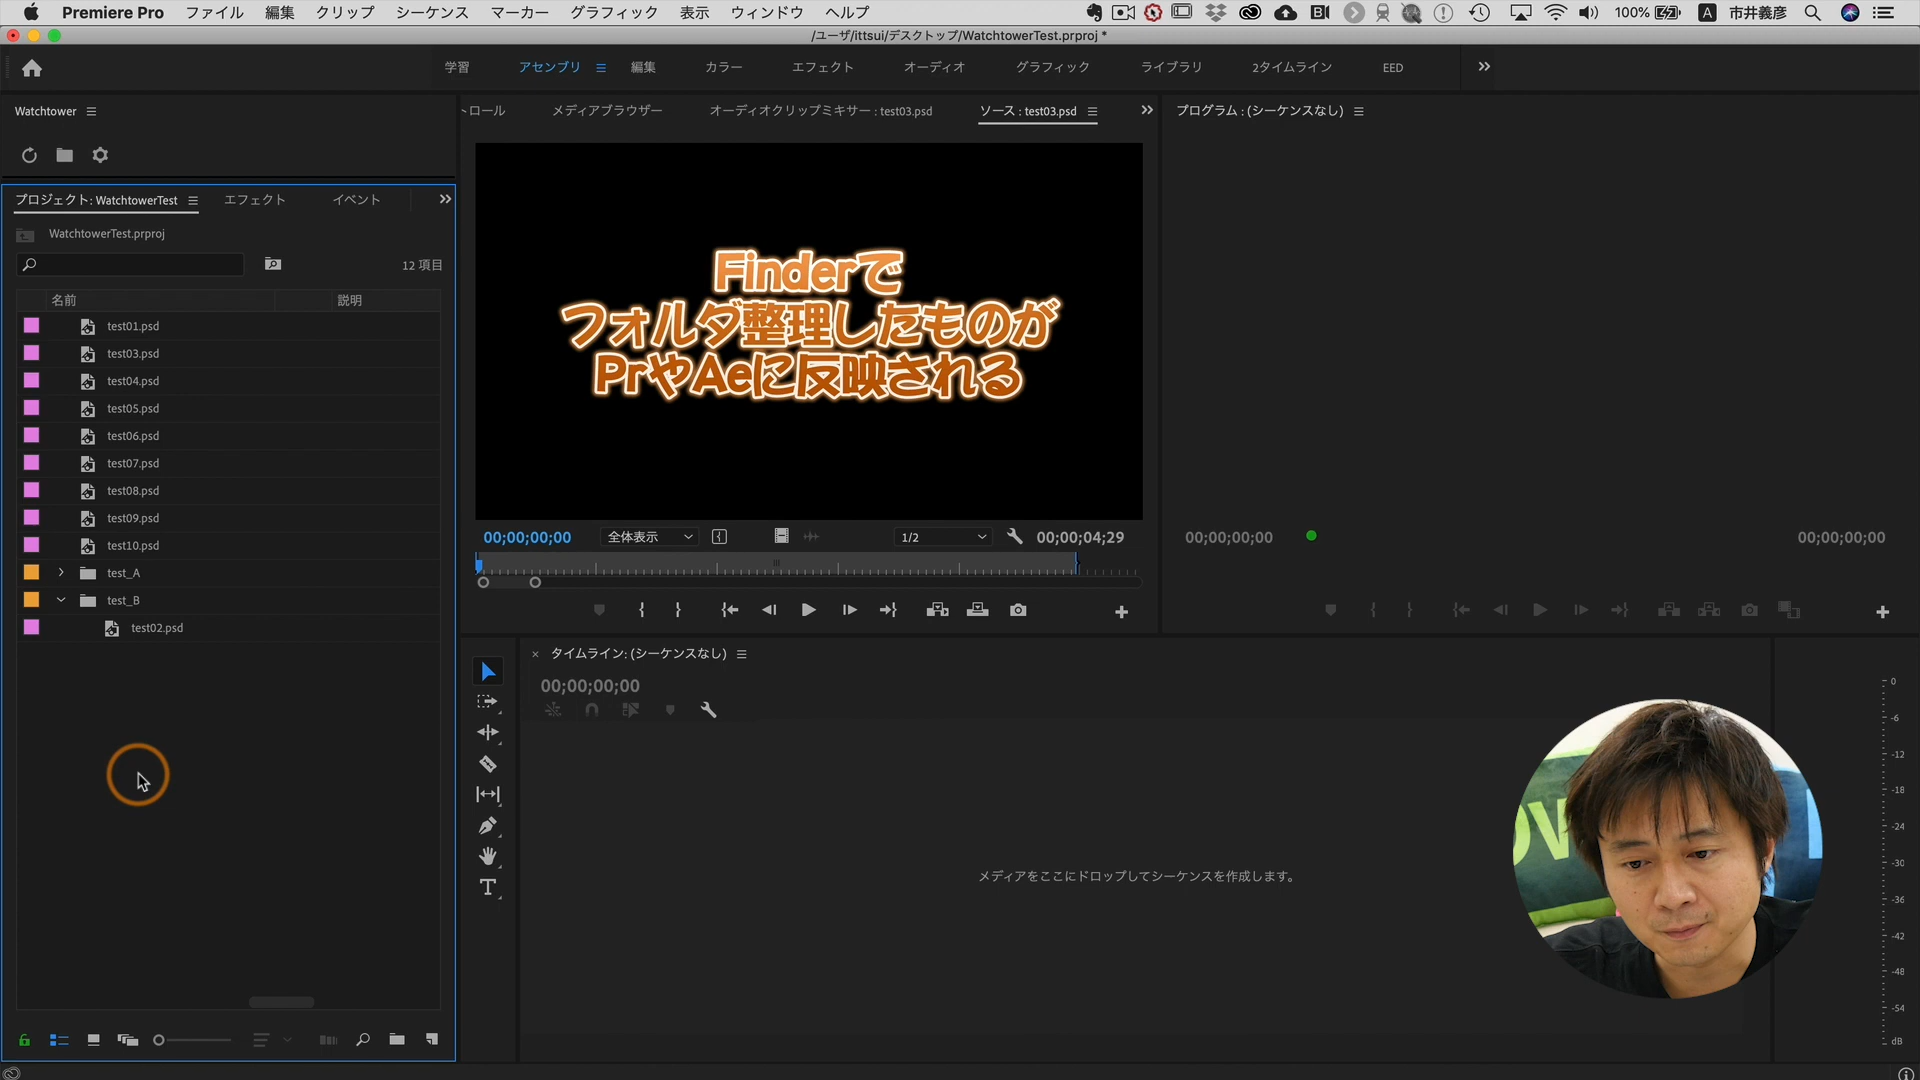 Premiere Pro ファイル 編集 クリップ シーケンス マーカー グラフィック 表示 ウィンドウ ヘルプ 100% A 市井義彦
/ユーザ/ittsui/デスクトップ/WatchtowerTest.prproj *
学習 アセンブリ 編集 カラー エフェクト オーディオ グラフィック ライブラリ 2タイムライン EED
Watchtower
ロール メディアブラウザー オーディオクリップミキサー : test03.psd ソース : test03.psd
プログラム : (シーケンスなし)
プロジェクト: WatchtowerTest エフェクト イベント
WatchtowerTest.prproj
12 項目
名前 説明
test01.psd
test03.psd
test04.psd
test05.psd
test06.psd
test07.psd
test08.psd
test09.psd
test10.psd
test_A
test_B
test02.psd
Finderで
フォルダ整理したものが
PrやAeに反映される
00;00;00;00 全体表示 1/2 00;00;04;29
00;00;00;00 00;00;00;00
タイムライン: (シーケンスなし)
00;00;00;00
メディアをここにドロップしてシーケンスを作成します。
0
-6
-12
-18
-24
-30
-36
-42
-48
-54
dB